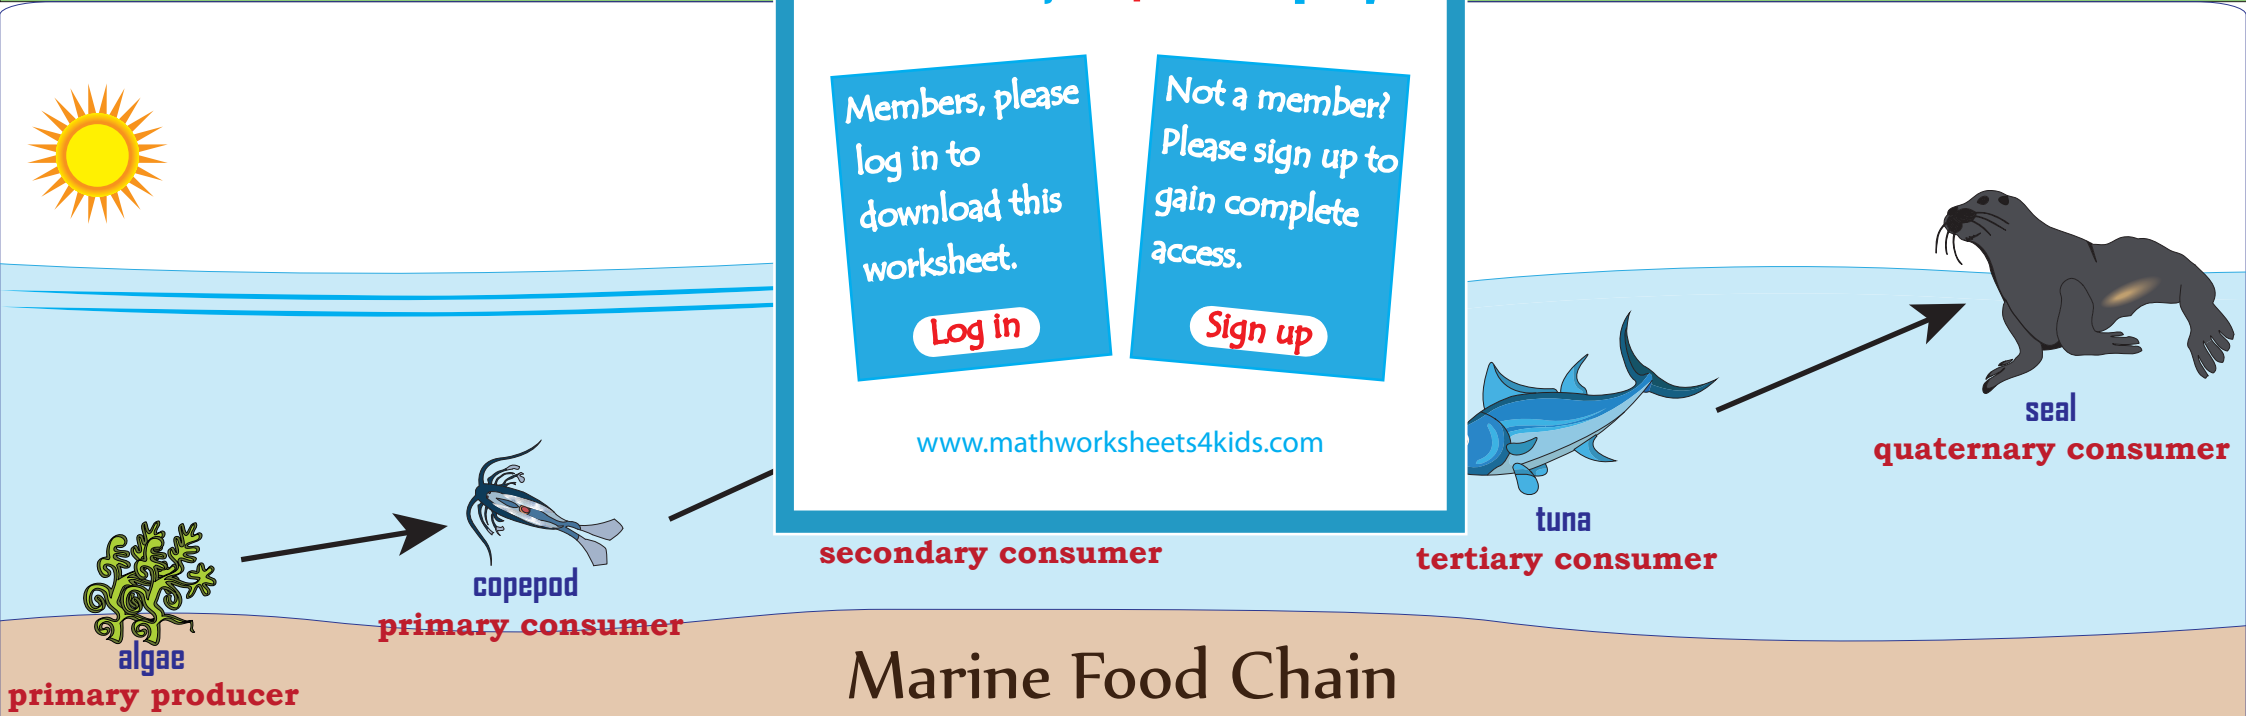 Members, please
log in to
download this
worksheet.
Log in
Not a member?
Please sign up to
gain complete
access.
Sign up
www.mathworksheets4kids.com
seal
quaternary consumer
tuna
tertiary consumer
secondary consumer
copepod
primary consumer
algae
primary producer
Marine Food Chain